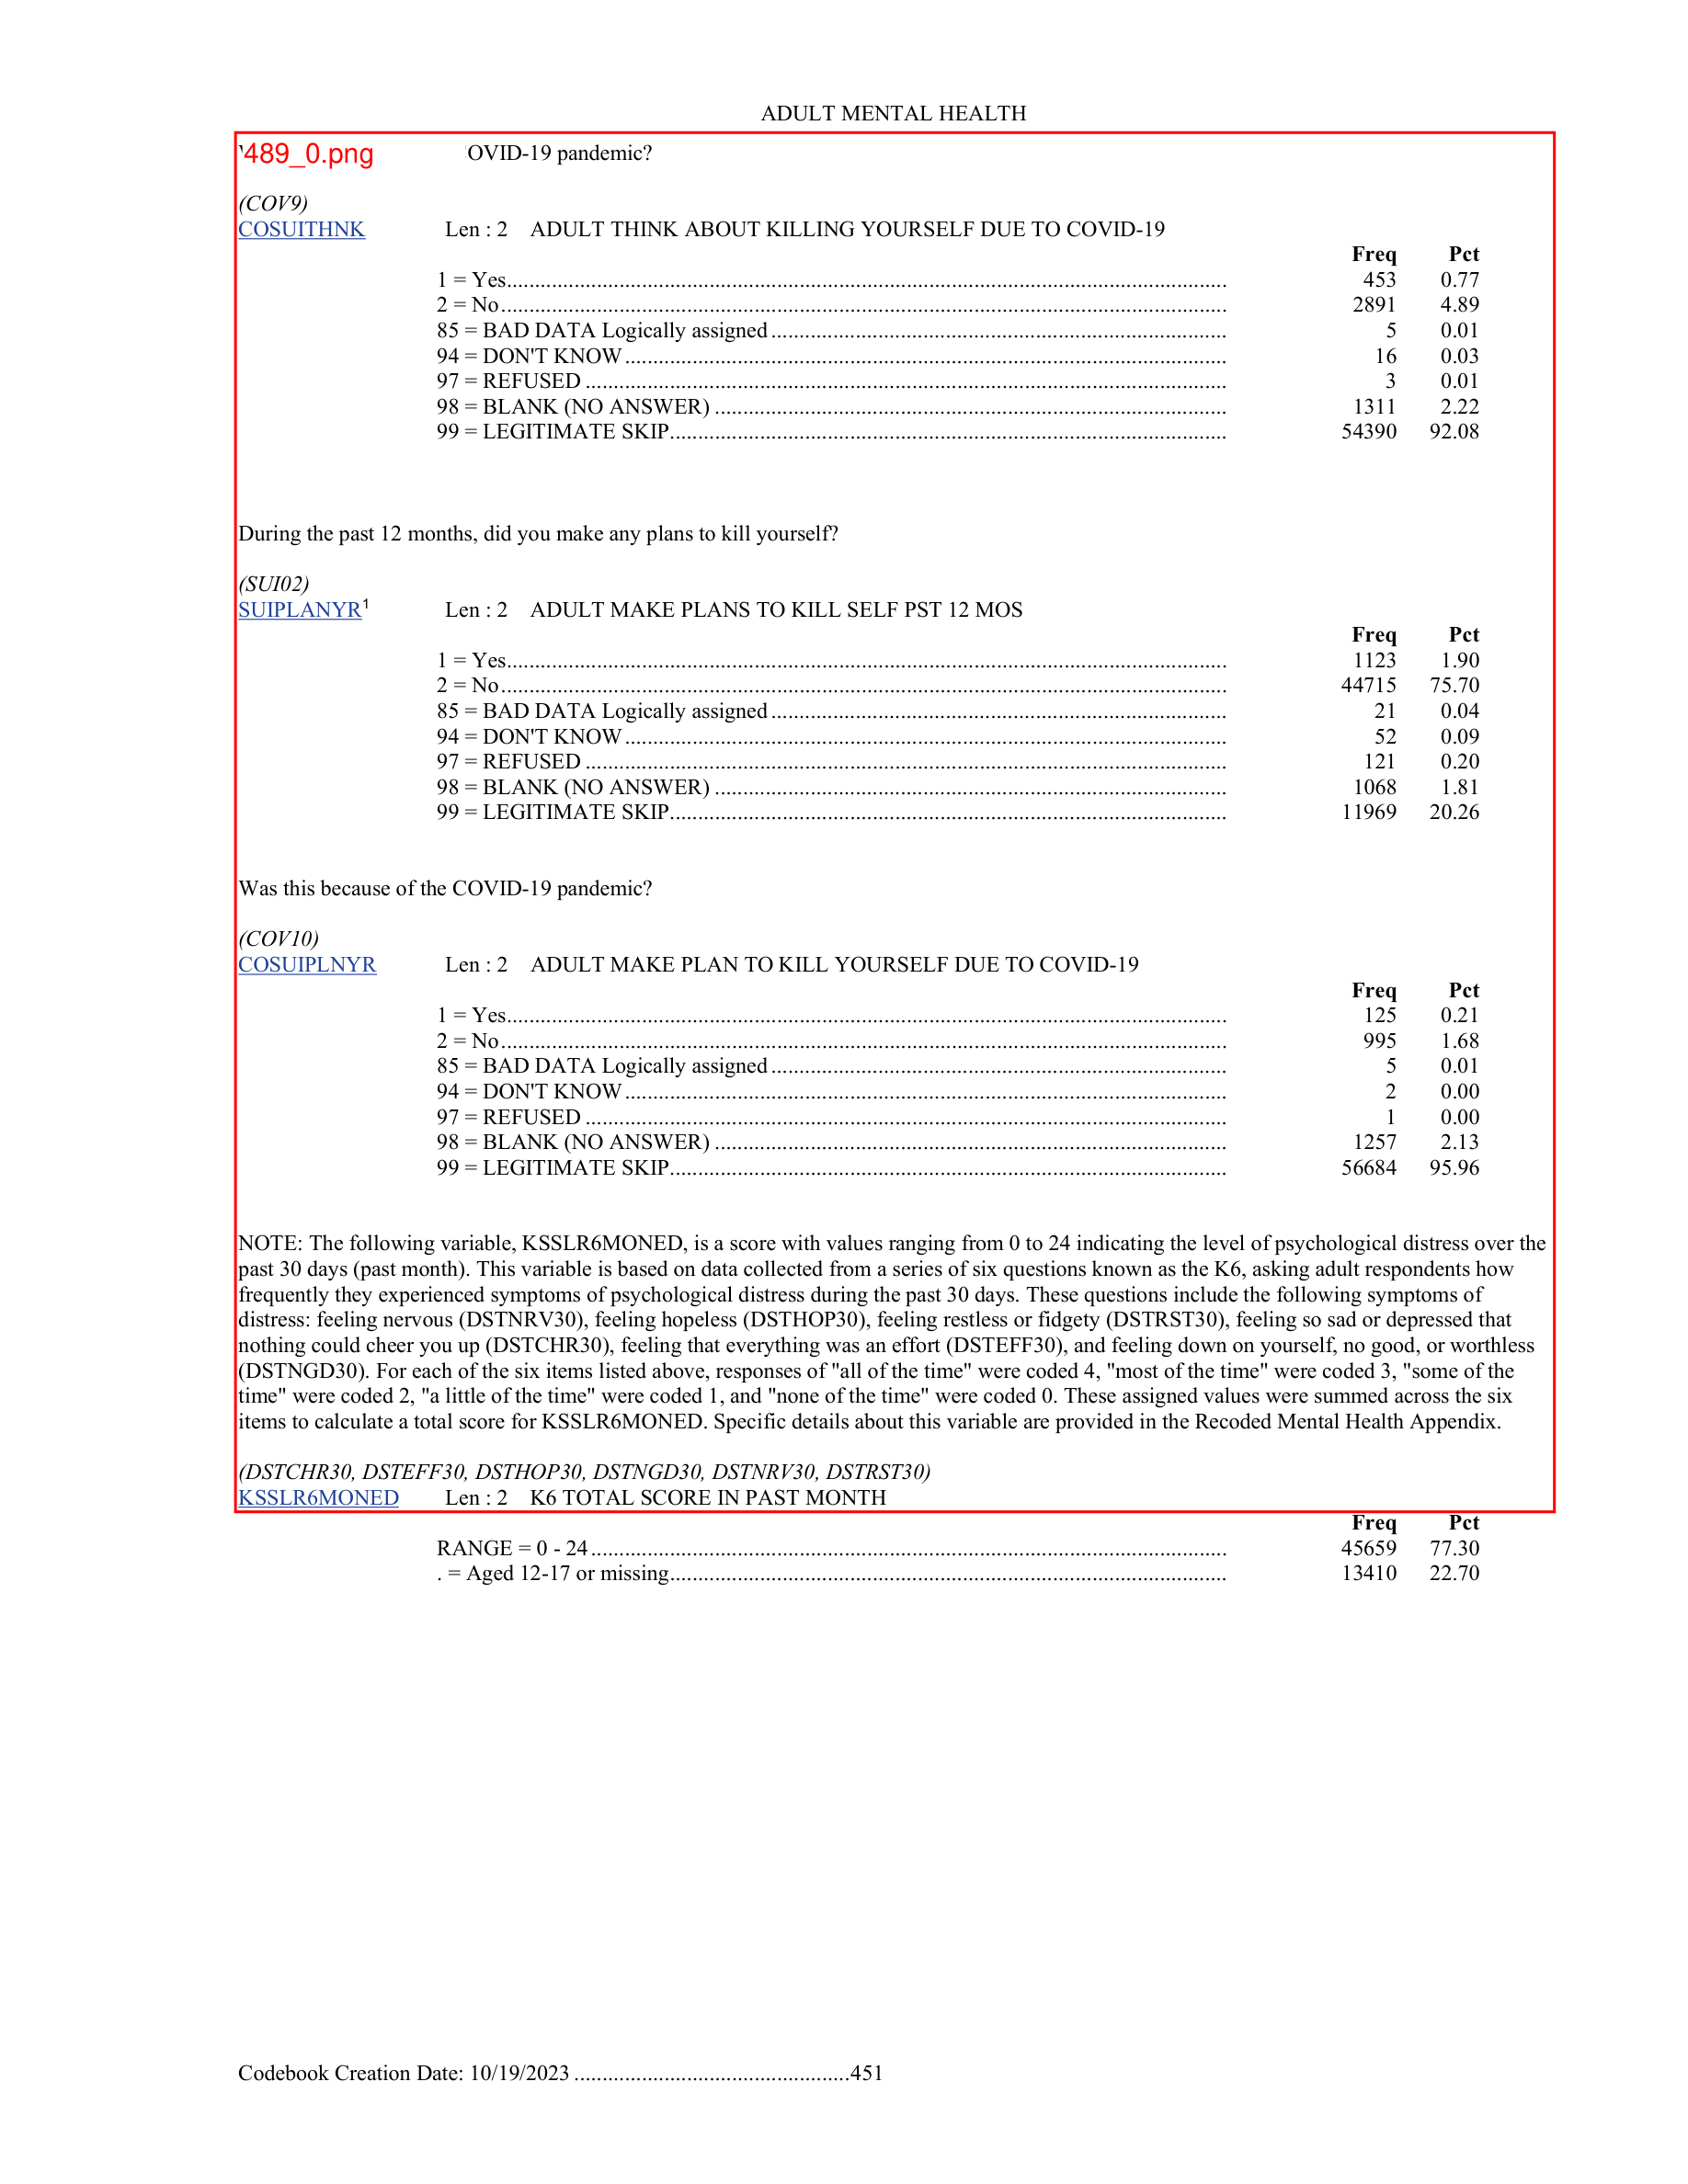 ADULT MENTAL HEALTH
489_0.png OVID-19 pandemic?
(COV9)
COSUITHNK Len : 2 ADULT THINK ABOUT KILLING YOURSELF DUE TO COVID-19
Freq Pct
1 = Yes 453 0.77
2 = No 2891 4.89
85 = BAD DATA Logically assigned 5 0.01
94 = DON'T KNOW 16 0.03
97 = REFUSED 3 0.01
98 = BLANK (NO ANSWER) 1311 2.22
99 = LEGITIMATE SKIP 54390 92.08
During the past 12 months, did you make any plans to kill yourself?
(SUI02)
SUIPLANYR¹ Len : 2 ADULT MAKE PLANS TO KILL SELF PST 12 MOS
Freq Pct
1 = Yes 1123 1.90
2 = No 44715 75.70
85 = BAD DATA Logically assigned 21 0.04
94 = DON'T KNOW 52 0.09
97 = REFUSED 121 0.20
98 = BLANK (NO ANSWER) 1068 1.81
99 = LEGITIMATE SKIP 11969 20.26
Was this because of the COVID-19 pandemic?
(COV10)
COSUIPLNYR Len : 2 ADULT MAKE PLAN TO KILL YOURSELF DUE TO COVID-19
Freq Pct
1 = Yes 125 0.21
2 = No 995 1.68
85 = BAD DATA Logically assigned 5 0.01
94 = DON'T KNOW 2 0.00
97 = REFUSED 1 0.00
98 = BLANK (NO ANSWER) 1257 2.13
99 = LEGITIMATE SKIP 56684 95.96
NOTE: The following variable, KSSLR6MONED, is a score with values ranging from 0 to 24 indicating the level of psychological distress over the
past 30 days (past month). This variable is based on data collected from a series of six questions known as the K6, asking adult respondents how
frequently they experienced symptoms of psychological distress during the past 30 days. These questions include the following symptoms of
distress: feeling nervous (DSTNRV30), feeling hopeless (DSTHOP30), feeling restless or fidgety (DSTRST30), feeling so sad or depressed that
nothing could cheer you up (DSTCHR30), feeling that everything was an effort (DSTEFF30), and feeling down on yourself, no good, or worthless
(DSTNGD30). For each of the six items listed above, responses of "all of the time" were coded 4, "most of the time" were coded 3, "some of the
time" were coded 2, "a little of the time" were coded 1, and "none of the time" were coded 0. These assigned values were summed across the six
items to calculate a total score for KSSLR6MONED. Specific details about this variable are provided in the Recoded Mental Health Appendix.
(DSTCHR30, DSTEFF30, DSTHOP30, DSTNGD30, DSTNRV30, DSTRST30)
KSSLR6MONED Len : 2 K6 TOTAL SCORE IN PAST MONTH
Freq Pct
RANGE = 0 - 24 45659 77.30
. = Aged 12-17 or missing 13410 22.70
Codebook Creation Date: 10/19/2023 451